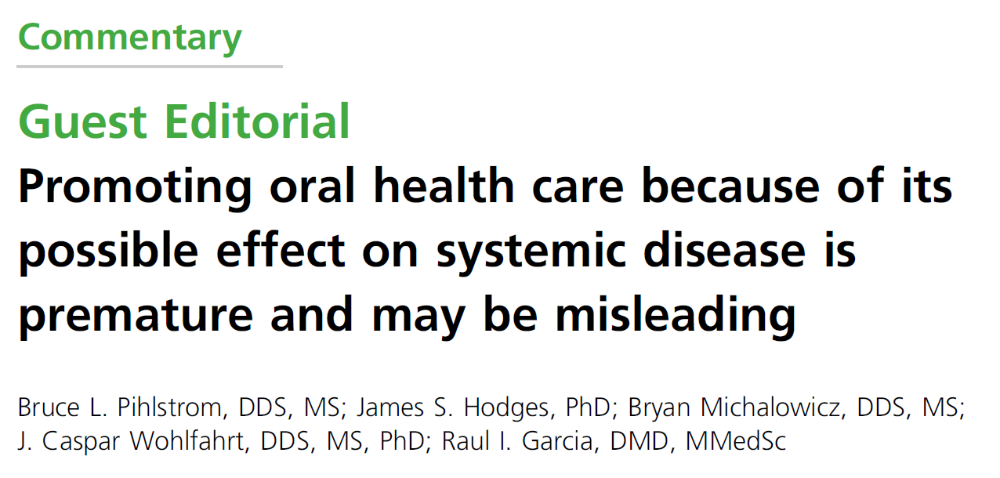 Commentary
Guest Editorial
Promoting oral health care because of its
possible effect on systemic disease is
premature and may be misleading
Bruce L. Pihlstrom, DDS, MS; James S. Hodges, PhD; Bryan Michalowicz, DDS, MS;
J. Caspar Wohlfahrt, DDS, MS, PhD; Raul I. Garcia, DMD, MMedSc